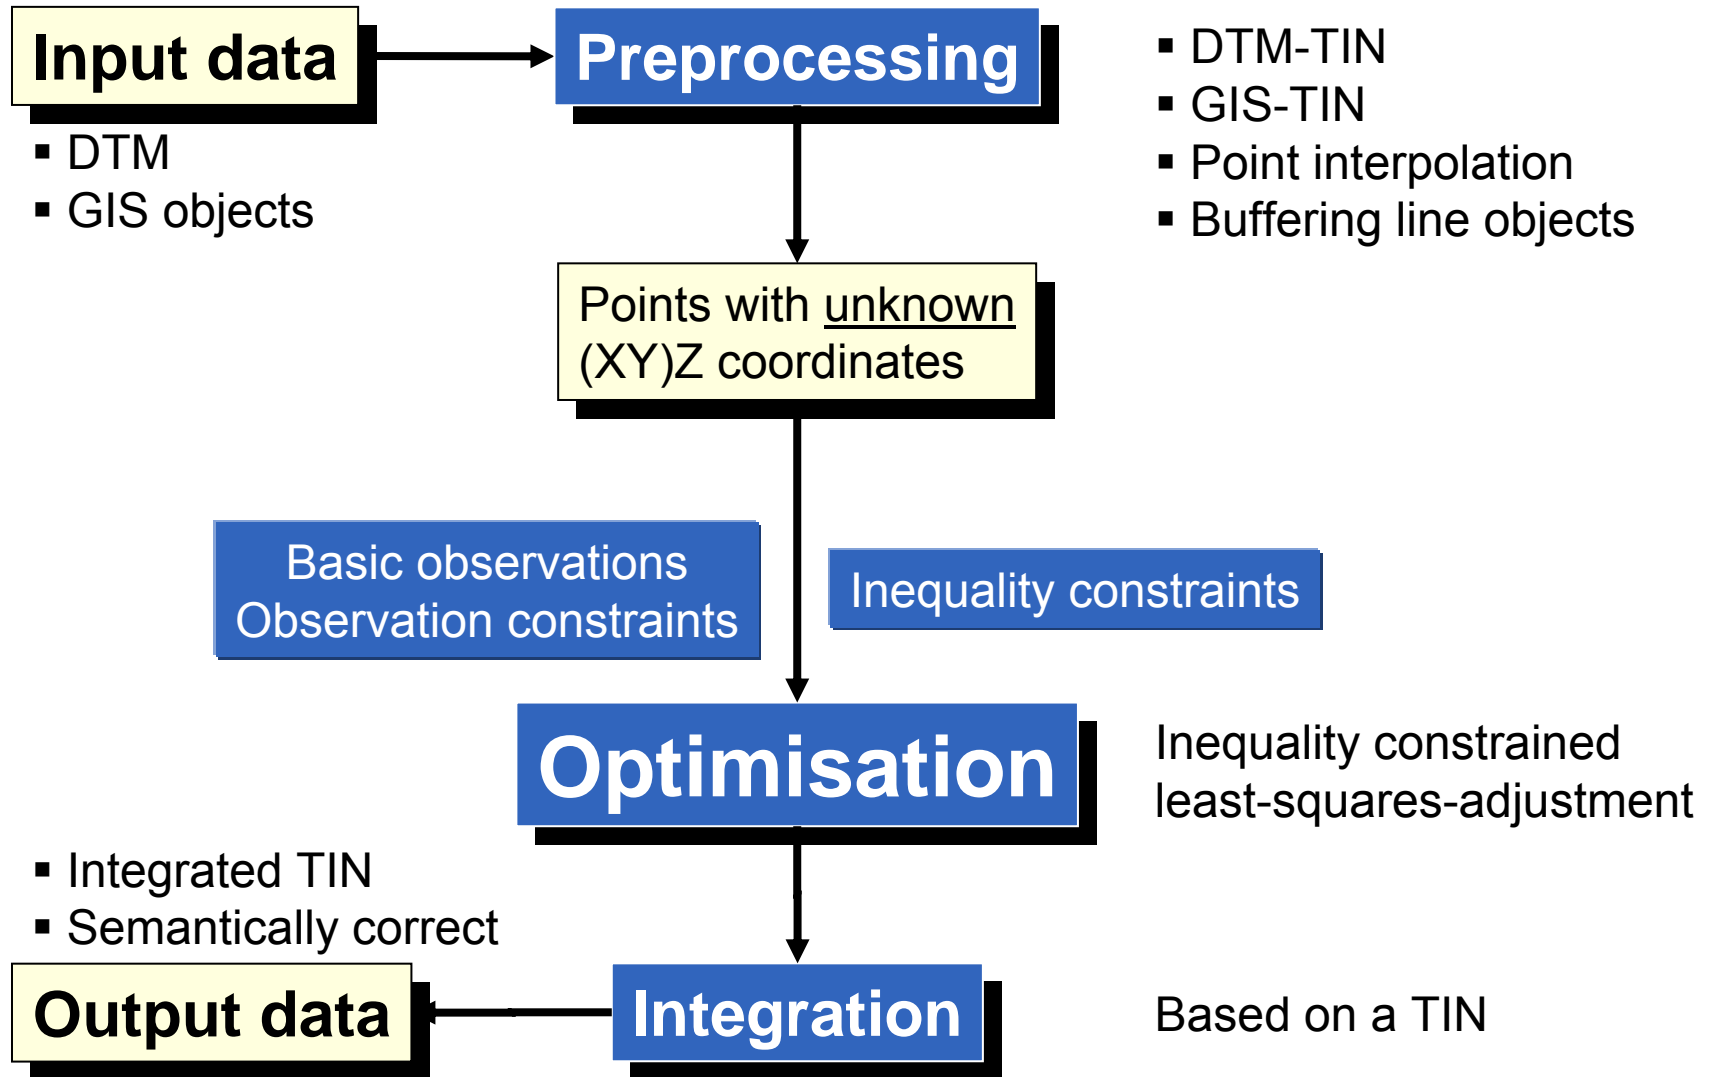 Input data
Preprocessing
▪ DTM-TIN
▪ GIS-TIN
▪ Point interpolation
▪ Buffering line objects
▪ DTM
▪ GIS objects
Points with unknown
(XY)Z coordinates
Basic observations
Observation constraints
Inequality constraints
Optimisation
Inequality constrained
least-squares-adjustment
▪ Integrated TIN
▪ Semantically correct
Output data
Integration
Based on a TIN